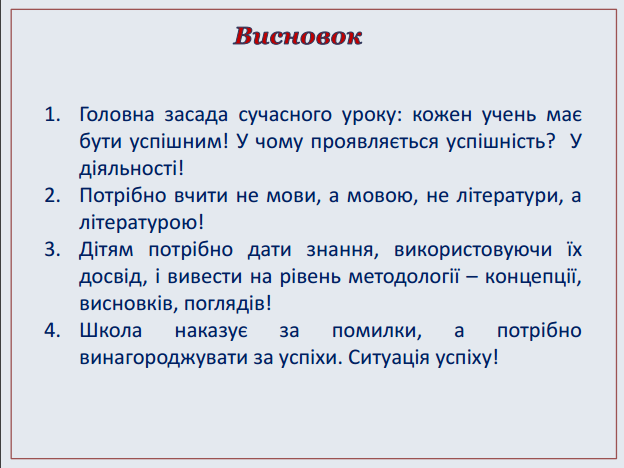 Висновок
1. Головна засада сучасного уроку: кожен учень має
бути успішним! У чому проявляється успішність? У
діяльності!
2. Потрібно вчити не мови, а мовою, не літератури, а
літературою!
3. Дітям потрібно дати знання, використовуючи їх
досвід, і вивести на рівень методології – концепції,
висновків, поглядів!
4. Школа наказує за помилки, а потрібно
винагороджувати за успіхи. Ситуація успіху!